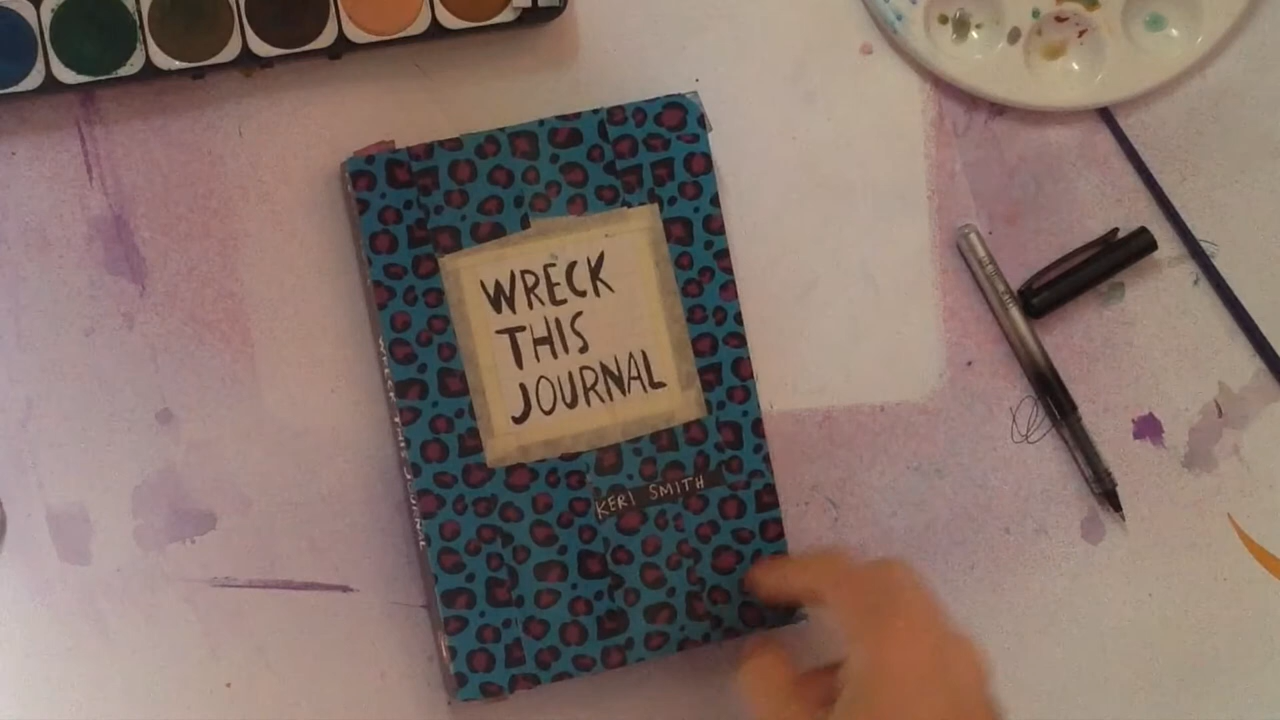 WRECK
THIS
JOURNAL
KERI SMITH
WRECK THIS JOURNAL